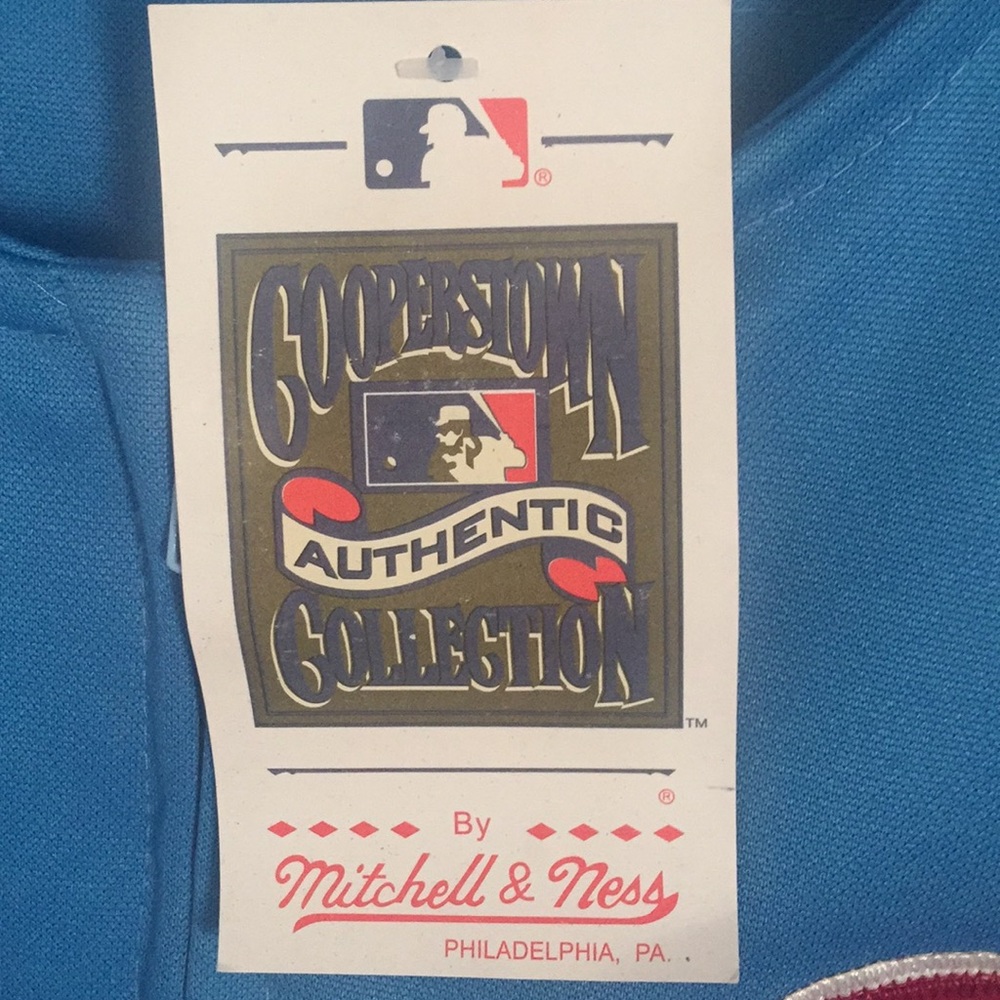 ®
COOPERSTOWN
AUTHENTIC
COLLECTION
TM
®
By
Mitchell & Ness
PHILADELPHIA, PA.